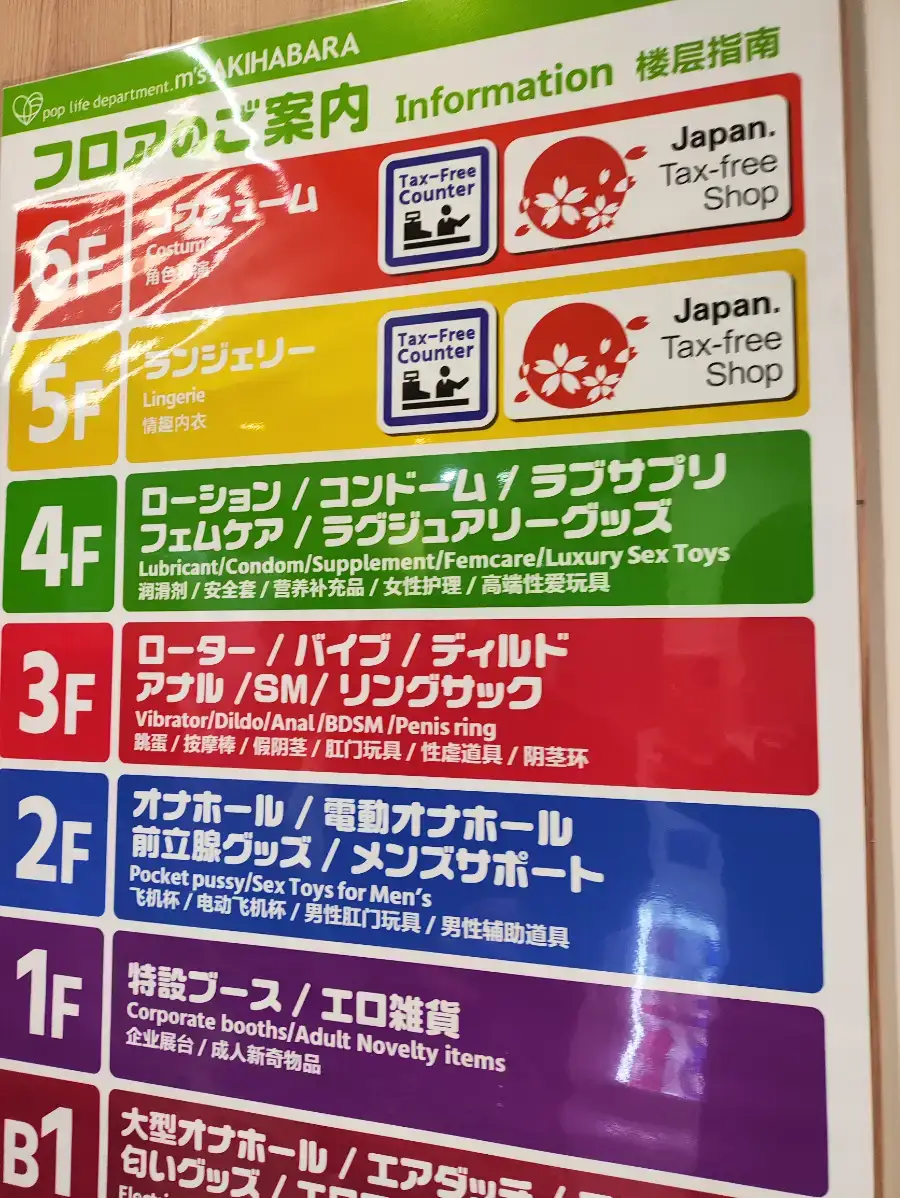 pop life department. m's AKIHABARA
フロアのご案内 Information 楼层指南
6F
コスチューム
Costume
角色扮演
Tax-Free
Counter
Japan.
Tax-free
Shop
5F
ランジェリー
Lingerie
情趣内衣
Tax-Free
Counter
Japan.
Tax-free
Shop
4F
ローション / コンドーム / ラブサプリ
フェムケア / ラグジュアリーグッズ
Lubricant/Condom/Supplement/Femcare/Luxury Sex Toys
润滑剂 / 安全套 / 营养补充品 / 女性护理 / 高端性爱玩具
3F
ローター / バイブ / ディルド
アナル /SM/ リングサック
Vibrator/Dildo/Anal /BDSM /Penis ring
跳蛋 / 按摩棒 / 假阴茎 / 肛门玩具 / 性虐道具 / 阴茎环
2F
オナホール / 電動オナホール
前立腺グッズ / メンズサポート
Pocket pussy/Sex Toys for Men's
飞机杯 / 电动飞机杯 / 男性肛门玩具 / 男性辅助道具
1F
特設ブース / エロ雑貨
Corporate booths/Adult Novelty items
企业展台 / 成人新奇物品
B1
大型オナホール / エアダッチ /
匂いグッズ /